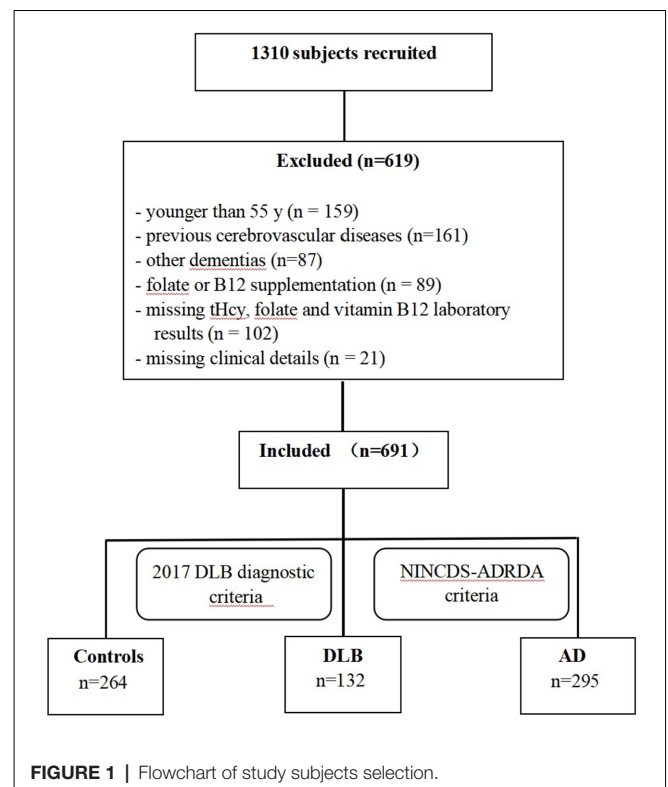 1310 subjects recruited
Excluded (n=619)
- younger than 55 y (n = 159)
- previous cerebrovascular diseases (n=161)
- other dementias (n=87)
- folate or B12 supplementation (n = 89)
- missing tHcy, folate and vitamin B12 laboratory
results (n = 102)
- missing clinical details (n = 21)
Included （n=691）
2017 DLB diagnostic
criteria
NINCDS-ADRDA
criteria
Controls
n=264
DLB
n=132
AD
n=295
FIGURE 1 | Flowchart of study subjects selection.